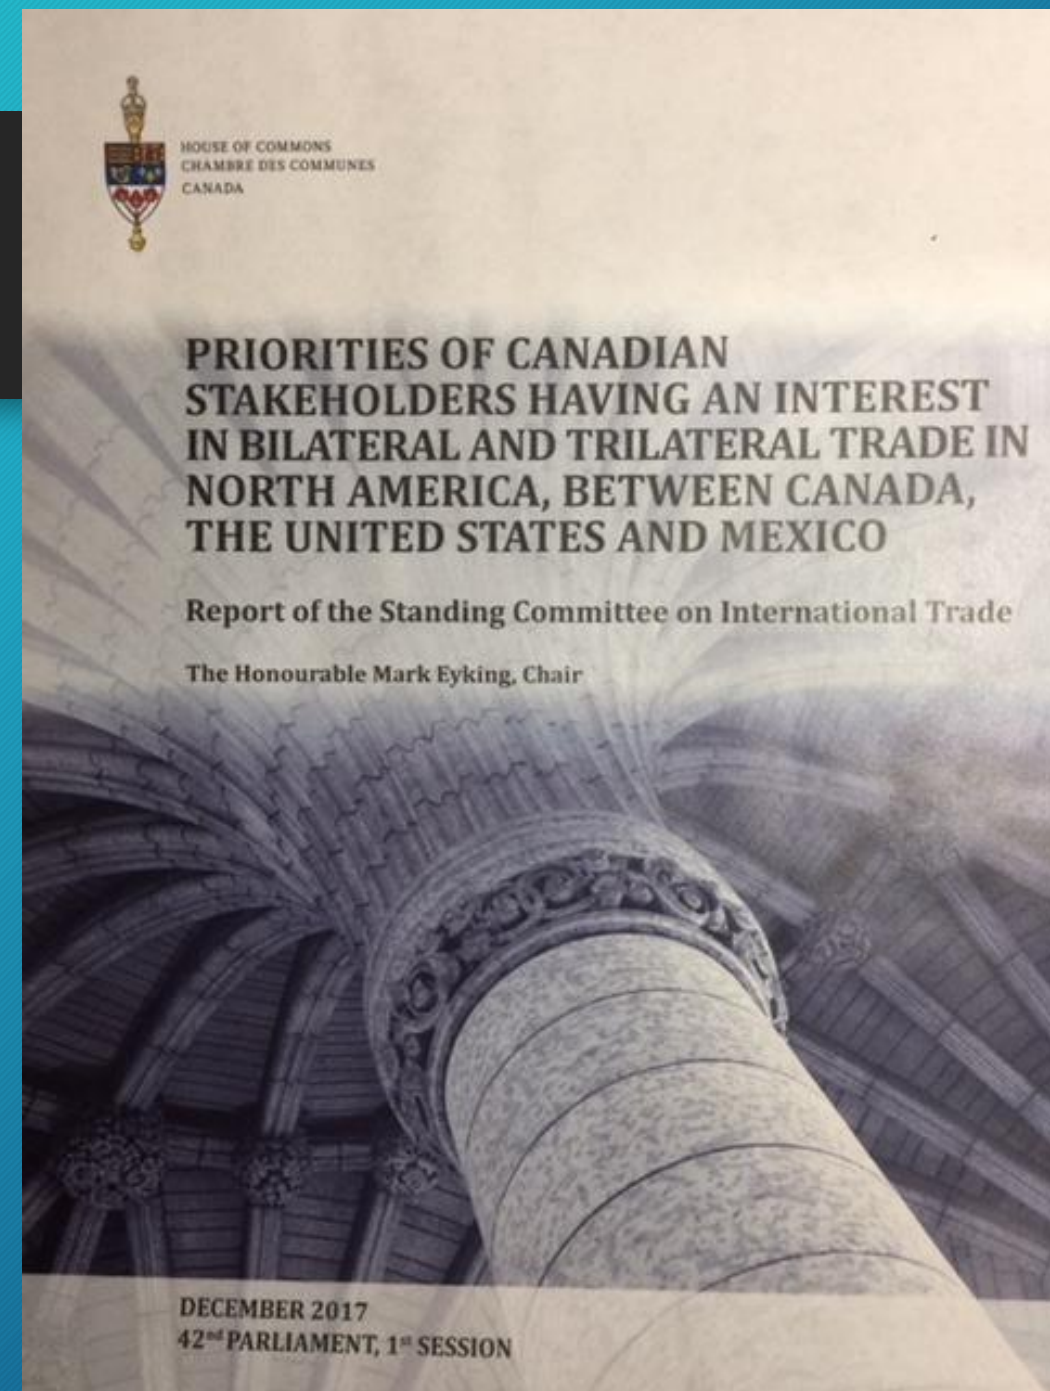 HOUSE OF COMMONS
CHAMBRE DES COMMUNES
CANADA
PRIORITIES OF CANADIAN
STAKEHOLDERS HAVING AN INTEREST
IN BILATERAL AND TRILATERAL TRADE IN
NORTH AMERICA, BETWEEN CANADA,
THE UNITED STATES AND MEXICO
Report of the Standing Committee on International Trade
The Honourable Mark Eyking, Chair
DECEMBER 2017
42nd PARLIAMENT, 1st SESSION